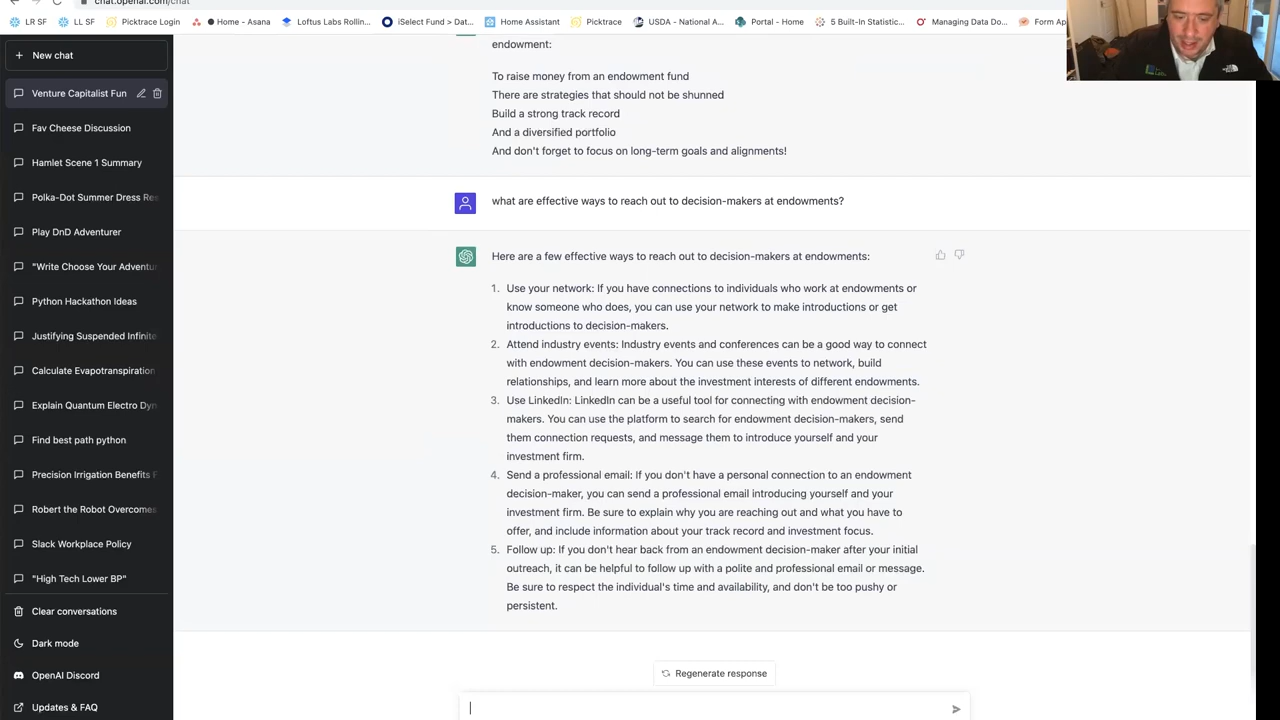 chat.openai.com/chat
LR SF
LL SF
Picktrace Login
Home - Asana
Loftus Labs Rollin...
iSelect Fund > Dat...
Home Assistant
Picktrace
USDA - National A...
Portal - Home
5 Built-In Statistic...
Managing Data Do...
Form Ap
New chat
Venture Capitalist Fun
Fav Cheese Discussion
Hamlet Scene 1 Summary
Polka-Dot Summer Dress Res
Play DnD Adventurer
"Write Choose Your Adventur
Python Hackathon Ideas
Justifying Suspended Infinite
Calculate Evapotranspiration
Explain Quantum Electro Dyn
Find best path python
Precision Irrigation Benefits F
Robert the Robot Overcomes
Slack Workplace Policy
"High Tech Lower BP"
Clear conversations
Dark mode
OpenAI Discord
Updates & FAQ
endowment:
To raise money from an endowment fund
There are strategies that should not be shunned
Build a strong track record
And a diversified portfolio
And don't forget to focus on long-term goals and alignments!
what are effective ways to reach out to decision-makers at endowments?
Here are a few effective ways to reach out to decision-makers at endowments:
1. Use your network: If you have connections to individuals who work at endowments or
know someone who does, you can use your network to make introductions or get
introductions to decision-makers.
2. Attend industry events: Industry events and conferences can be a good way to connect
with endowment decision-makers. You can use these events to network, build
relationships, and learn more about the investment interests of different endowments.
3. Use LinkedIn: LinkedIn can be a useful tool for connecting with endowment decision-
makers. You can use the platform to search for endowment decision-makers, send
them connection requests, and message them to introduce yourself and your
investment firm.
4. Send a professional email: If you don't have a personal connection to an endowment
decision-maker, you can send a professional email introducing yourself and your
investment firm. Be sure to explain why you are reaching out and what you have to
offer, and include information about your track record and investment focus.
5. Follow up: If you don't hear back from an endowment decision-maker after your initial
outreach, it can be helpful to follow up with a polite and professional email or message.
Be sure to respect the individual's time and availability, and don't be too pushy or
persistent.
Regenerate response